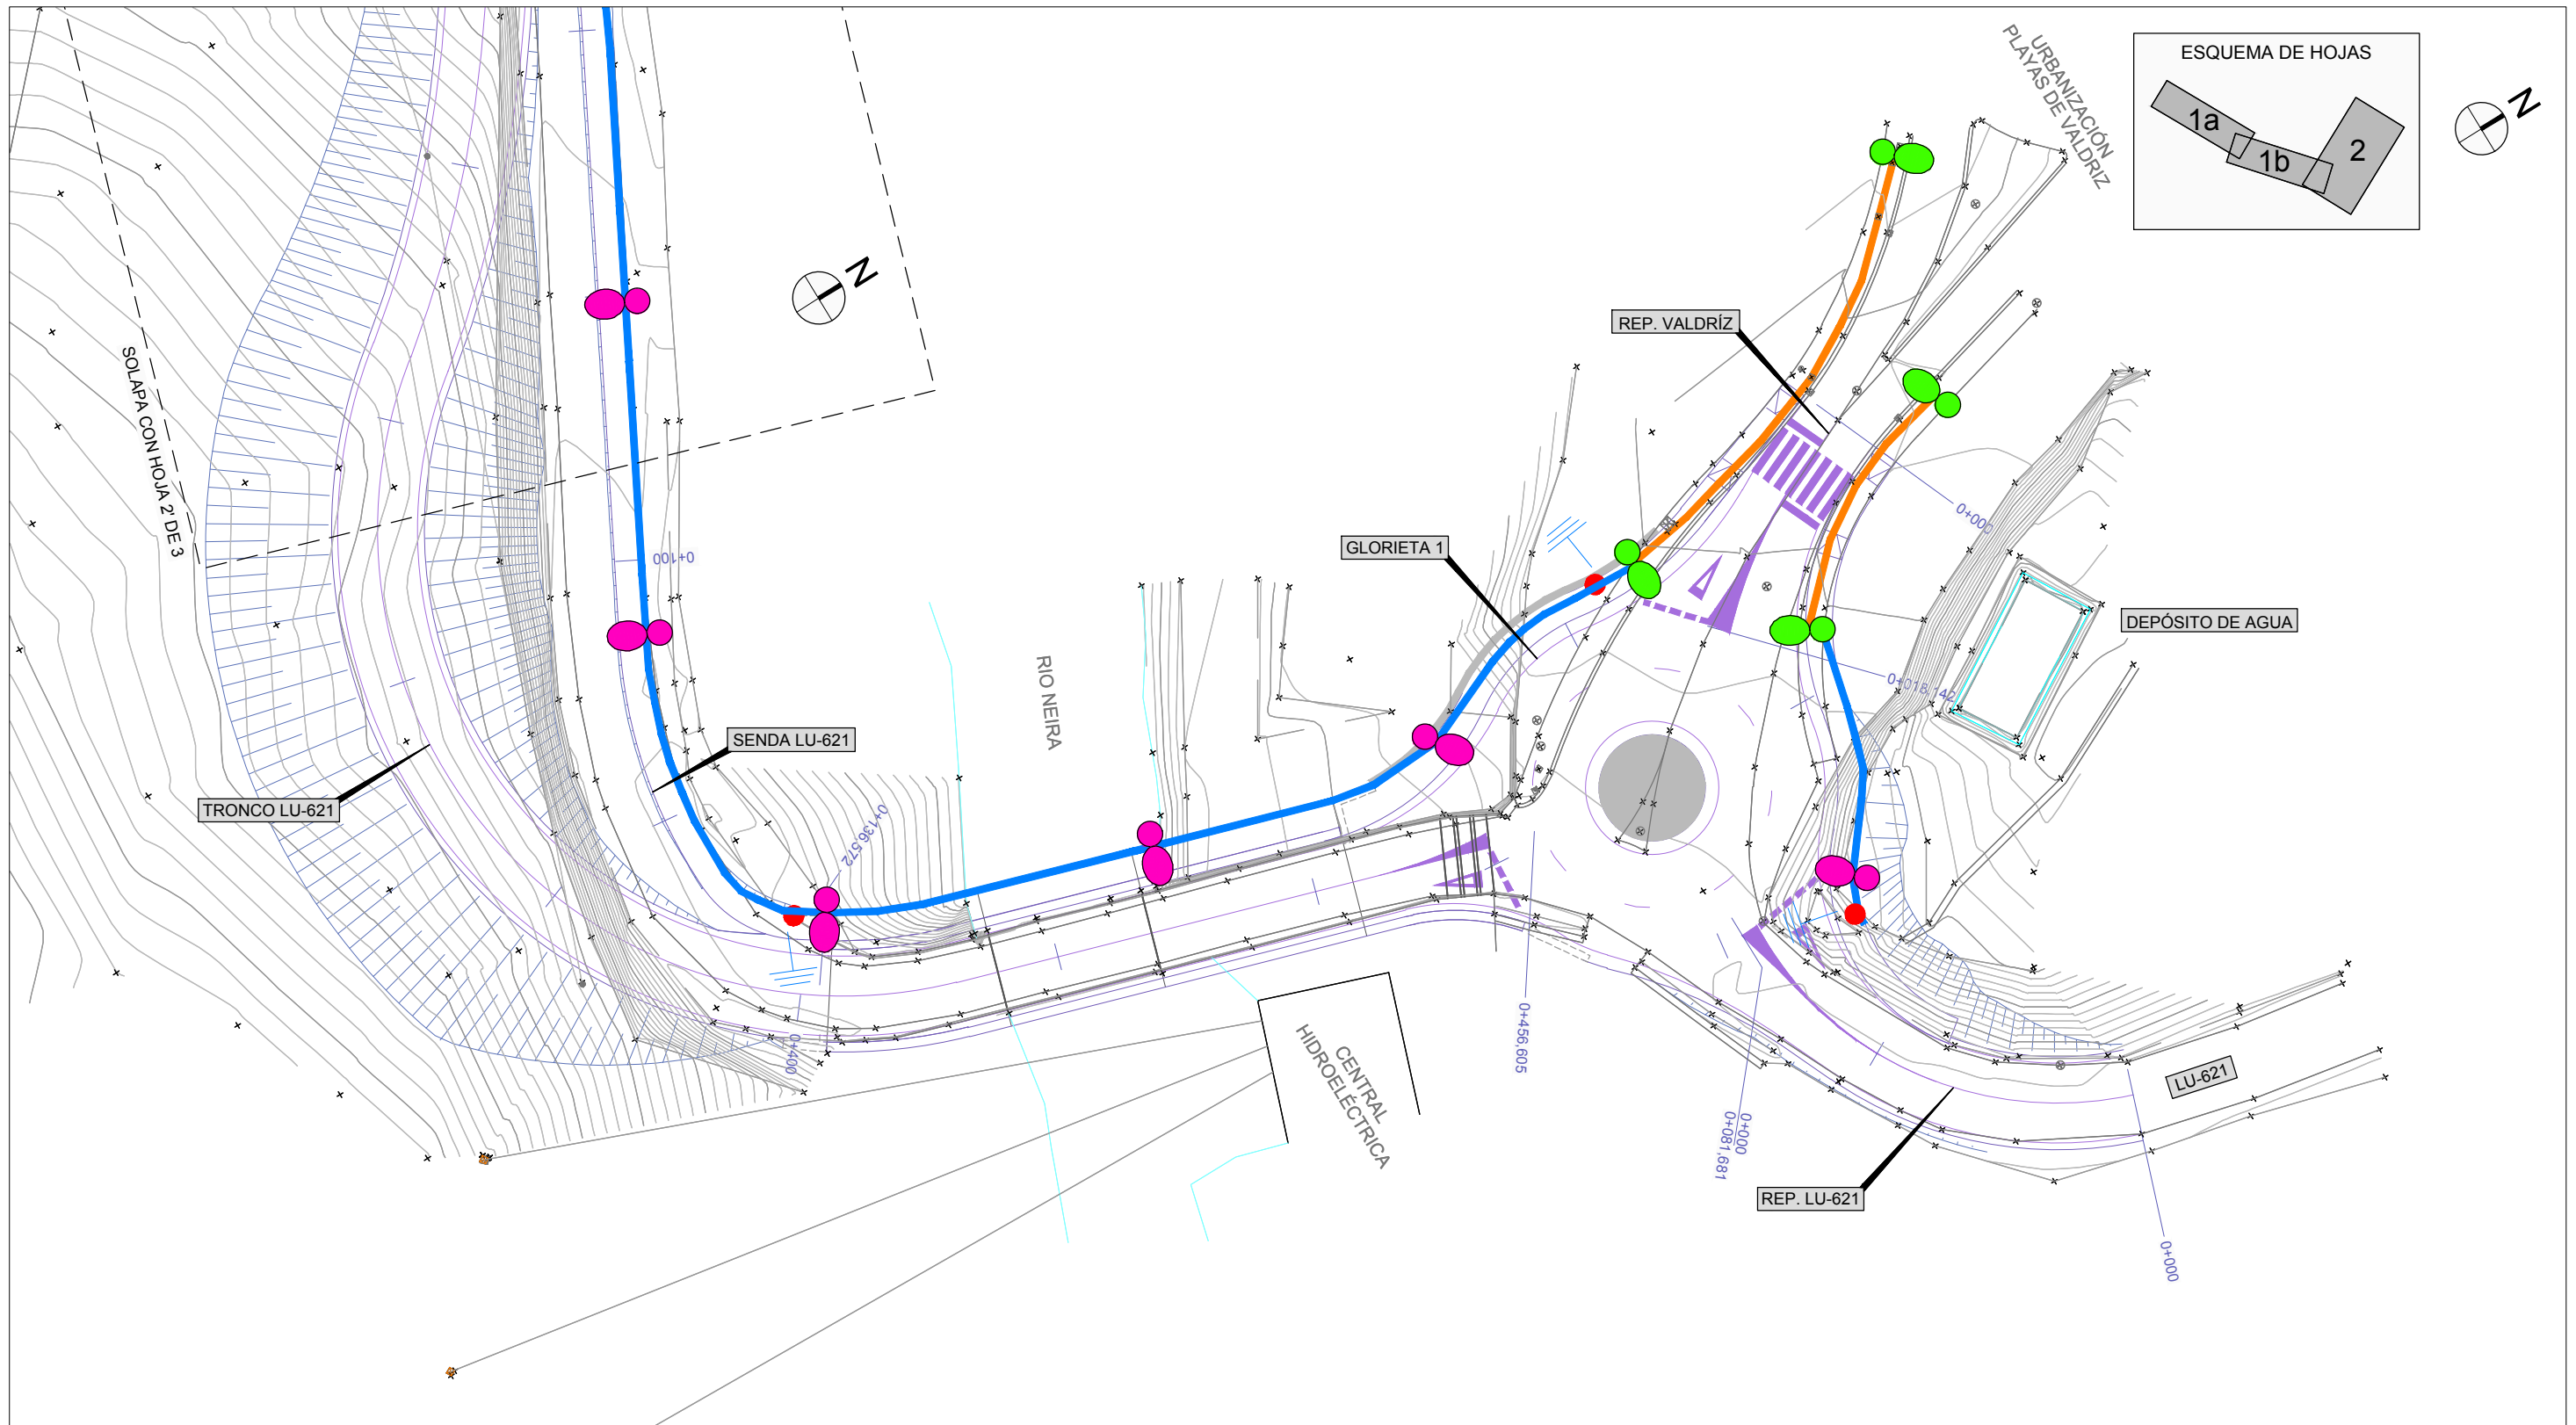 URBANIZACIÓN
PLAYAS DE VALDRIZ
ESQUEMA DE HOJAS
1a
1b
2
N
N
REP. VALDRÍZ
SOLAPA CON HOJA 2' DE 3
0+000
GLORIETA 1
0+100
DEPÓSITO DE AGUA
RIO NEIRA
0+018,142
SENDA LU-621
TRONCO LU-621
0+136,572
0+400
0+456,605
CENTRAL
HIDROELÉCTRICA
LU-621
0+000
0+081,681
REP. LU-621
0+000